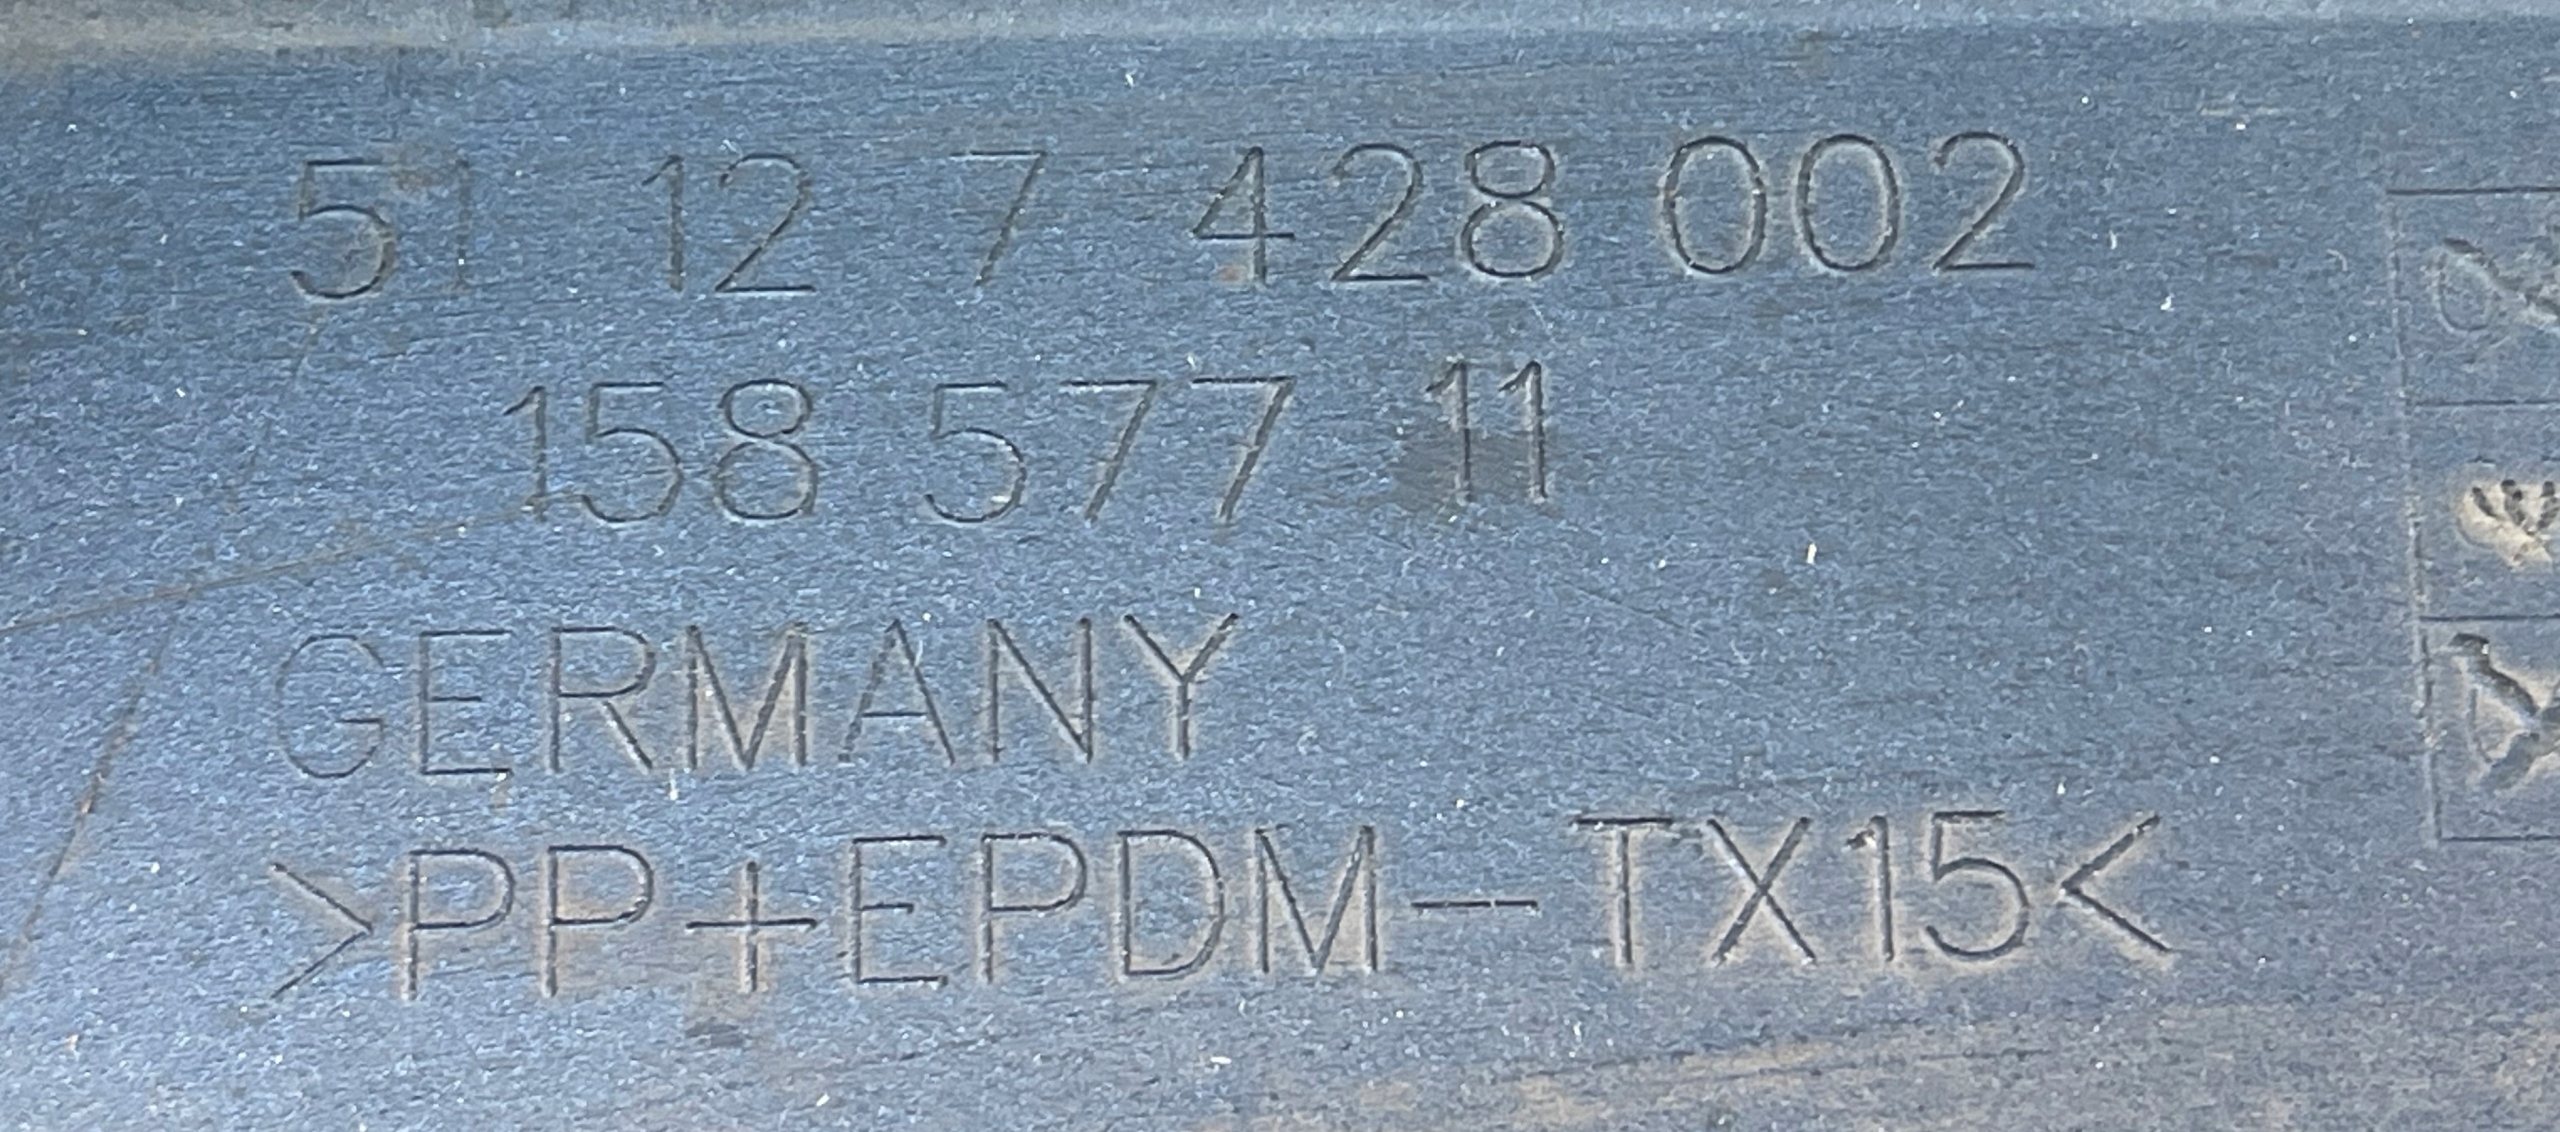 51 12 7 428 002
158 577 11
GERMANY
>PP+EPDM-TX15<